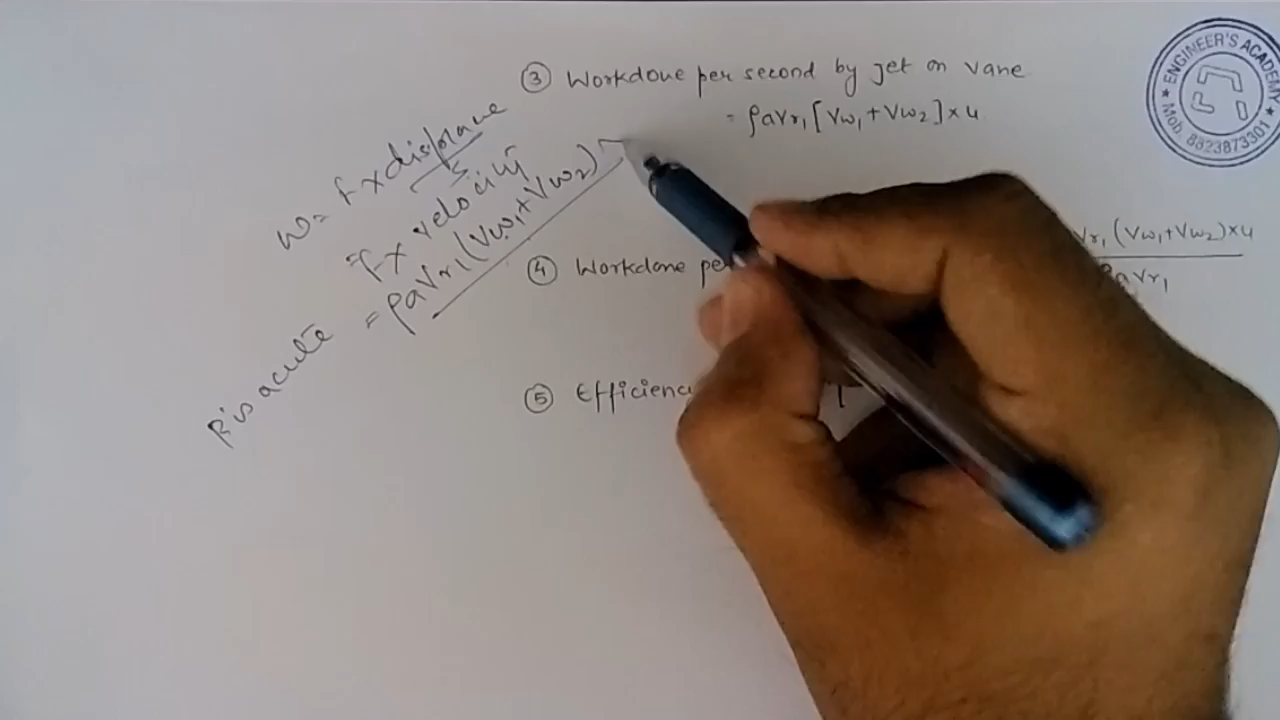 ③ Workdone per second by jet on vane
= ρaVr₁[Vw₁+Vw₂]×u
ENGINEER'S ACADEMY
Mob. 8823873301
W= F×displace
s
= F× velocity
= ρaVr₁(Vw₁+Vw₂)
β is acute
④ Workdone pe
Vr₁(Vw₁+Vw₂)×u
aVr₁
⑤ Efficienc